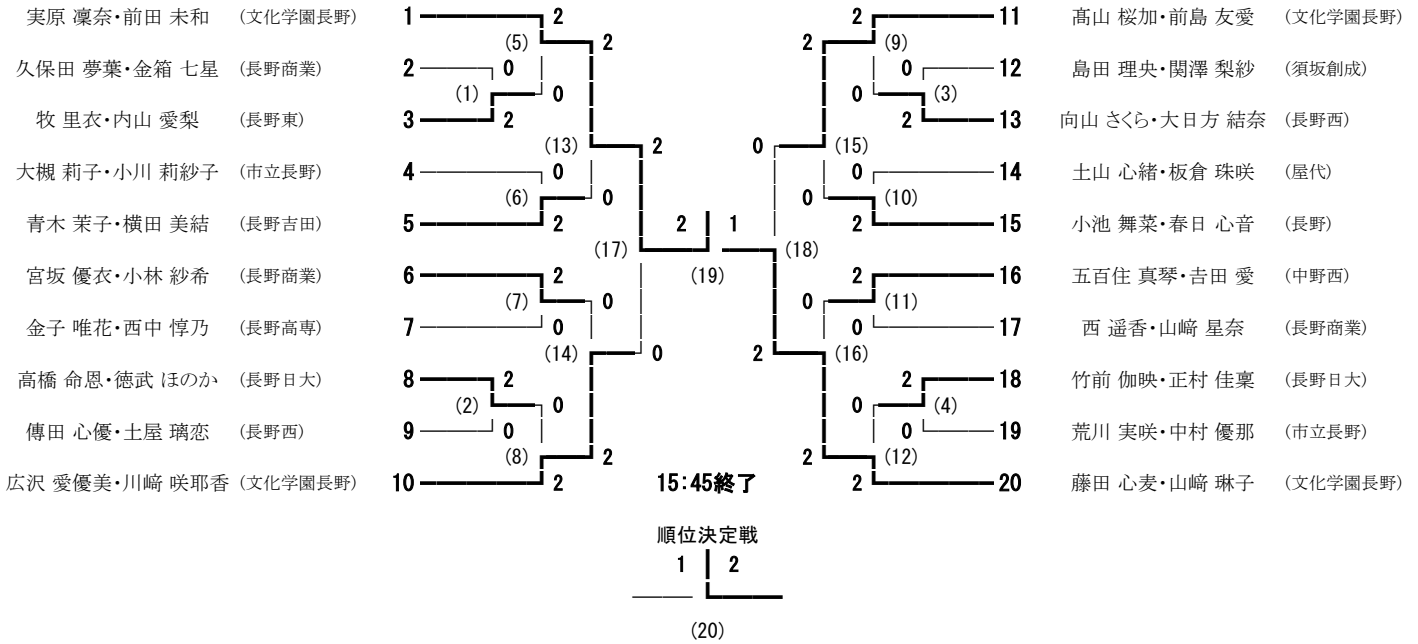 実原 凜奈・前田 未和 (文化学園長野) 1 2 2 11 髙山 桜加・前島 友愛 (文化学園長野)
(5) 2 2 (9)
久保田 夢葉・金箱 七星 (長野商業) 2 0 0 12 島田 理央・関澤 梨紗 (須坂創成)
(1) 0 0 (3)
牧 里衣・内山 愛梨 (長野東) 3 2 2 13 向山 さくら・大日方 結奈 (長野西)
(13) 2 0 (15)
大槻 莉子・小川 莉紗子 (市立長野) 4 0 0 14 土山 心緒・板倉 珠咲 (屋代)
(6) 0 0 (10)
青木 茉子・横田 美結 (長野吉田) 5 2 2 1 2 15 小池 舞菜・春日 心音 (長野)
(17) (19) (18)
宮坂 優衣・小林 紗希 (長野商業) 6 2 2 16 五百住 真琴・𠮷田 愛 (中野西)
(7) 0 0 (11)
金子 唯花・西中 惇乃 (長野高専) 7 0 0 17 西 遥香・山﨑 星奈 (長野商業)
(14) 0 2 (16)
高橋 命恩・徳武 ほのか (長野日大) 8 2 2 18 竹前 伽映・正村 佳稟 (長野日大)
(2) 0 0 (4)
傳田 心優・土屋 璃恋 (長野西) 9 0 0 19 荒川 実咲・中村 優那 (市立長野)
(8) 2 2 (12)
広沢 愛優美・川﨑 咲耶香 (文化学園長野) 10 2 15:45終了 2 20 藤田 心麦・山﨑 琳子 (文化学園長野)
順位決定戦
1 2
(20)